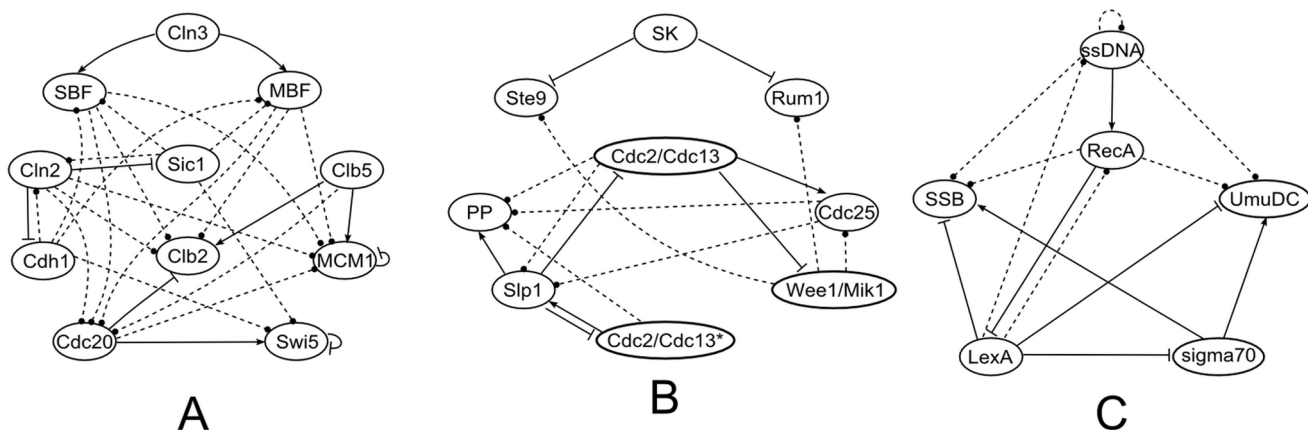 Cln3
SK
ssDNA
SBF
MBF
Ste9
Rum1
RecA
Cln2
Sic1
Clb5
Cdc2/Cdc13
SSB
UmuDC
PP
Cdc25
Cdh1
Clb2
MCM1
Slp1
Wee1/Mik1
Cdc20
Swi5
Cdc2/Cdc13*
LexA
sigma70
A
B
C